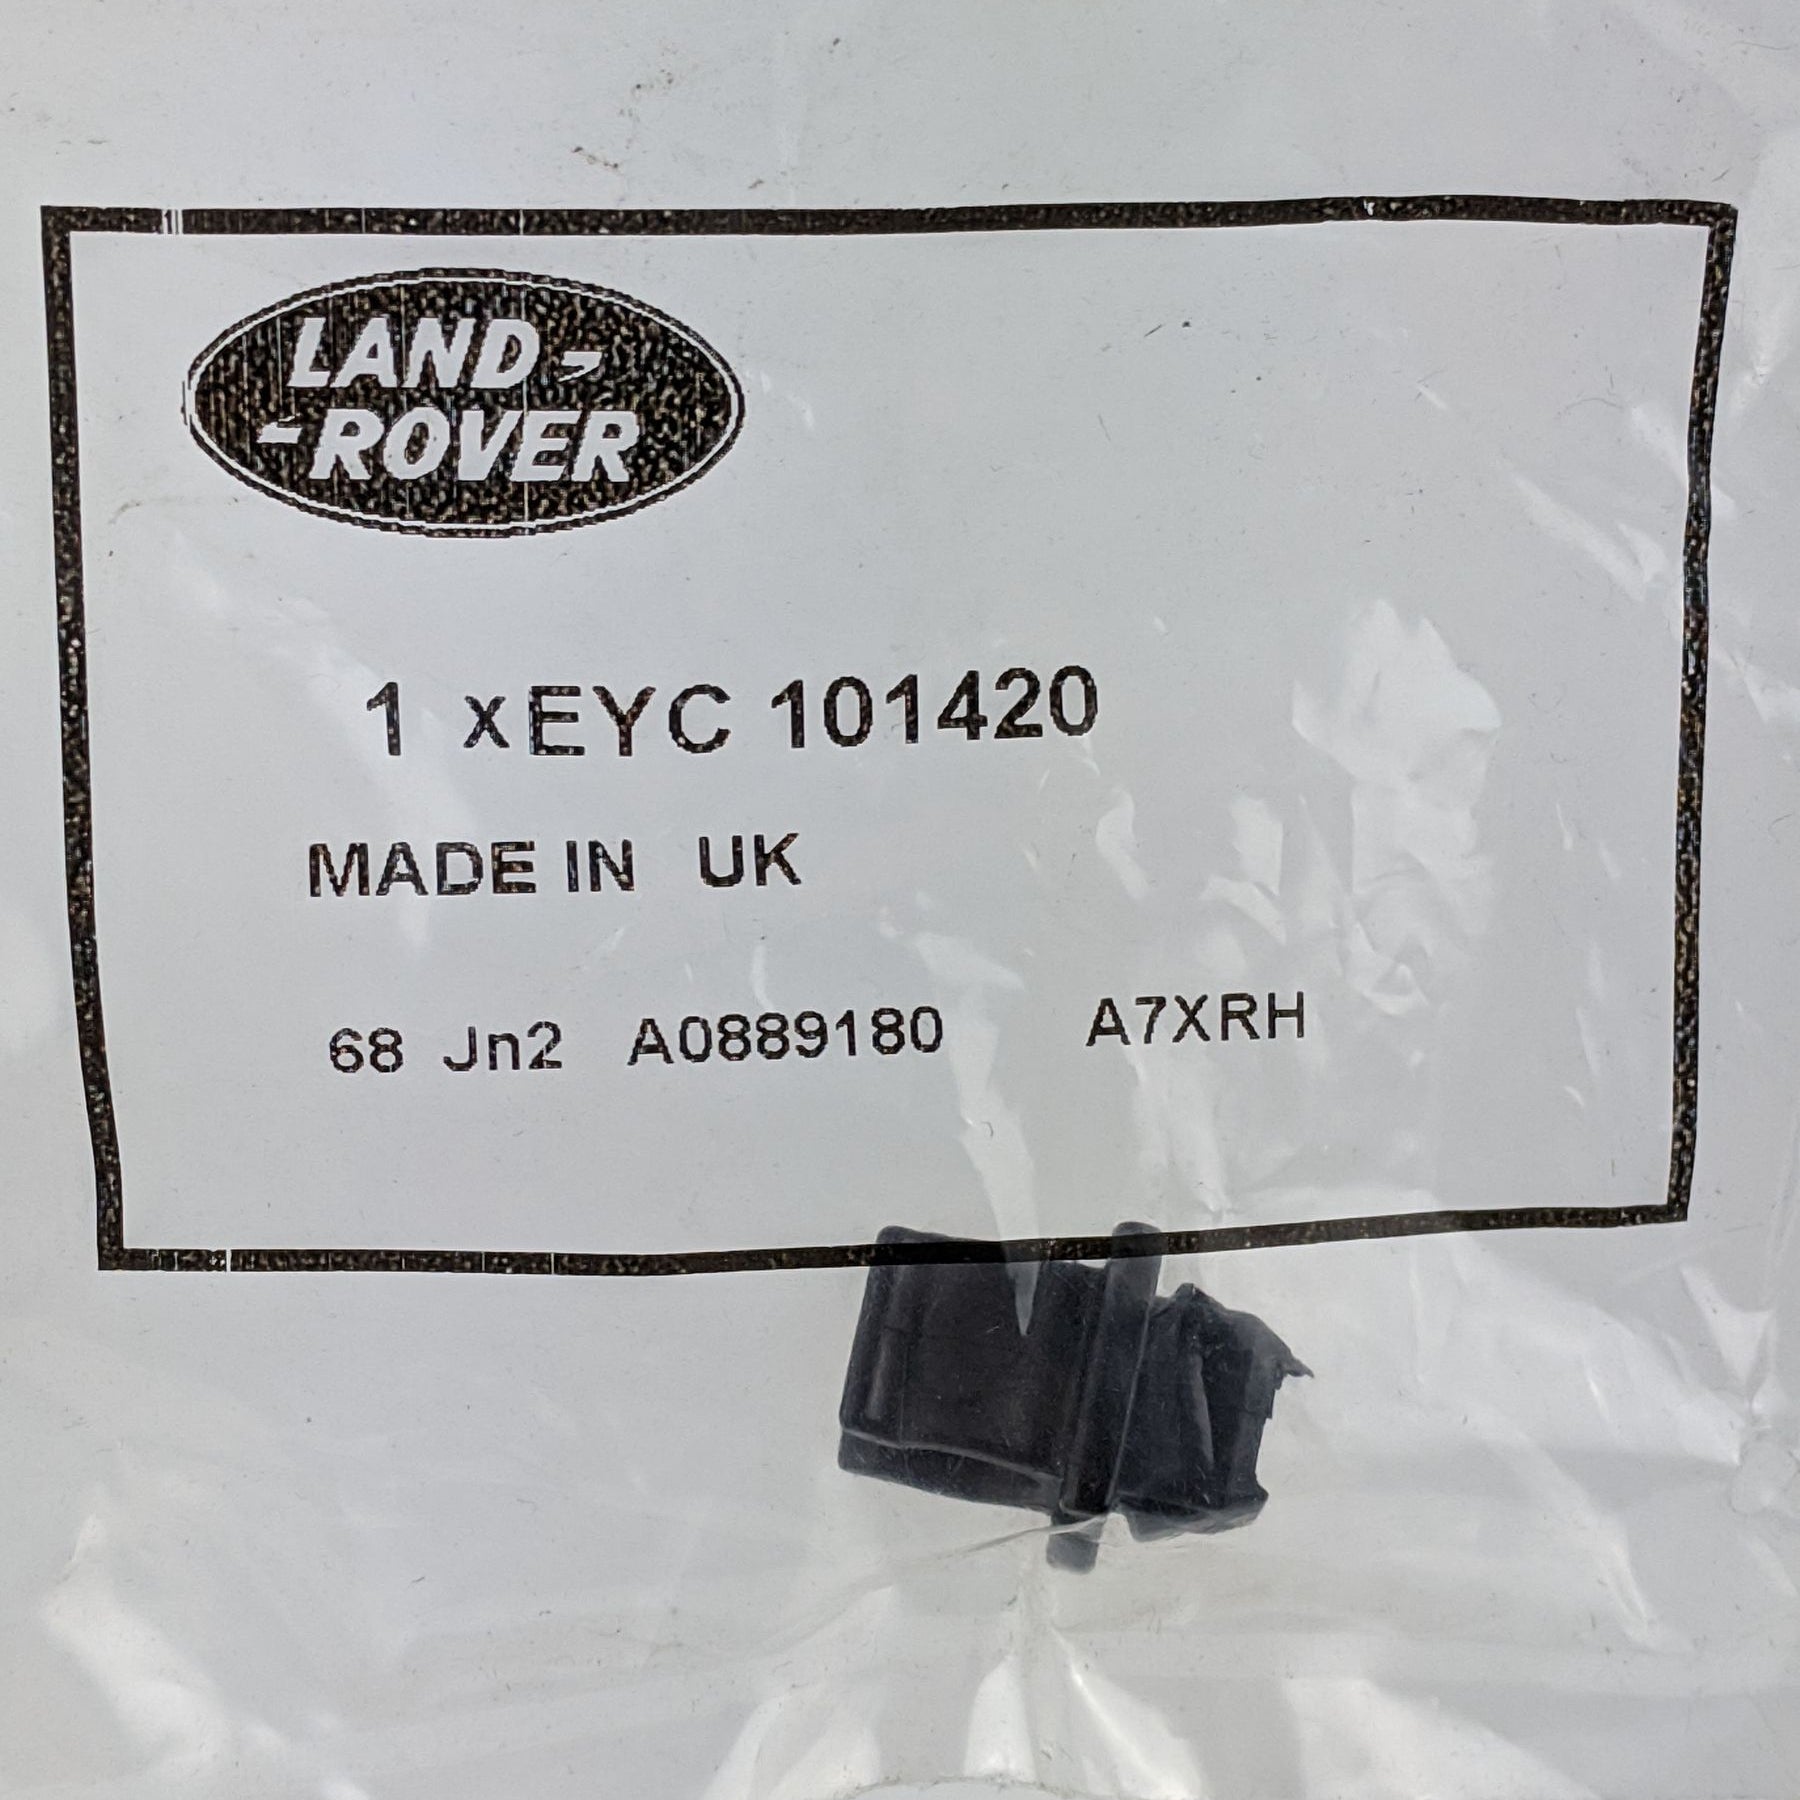 LAND-
-ROVER
1 xEYC 101420
MADE IN UK
68 Jn2 A0889180 A7XRH